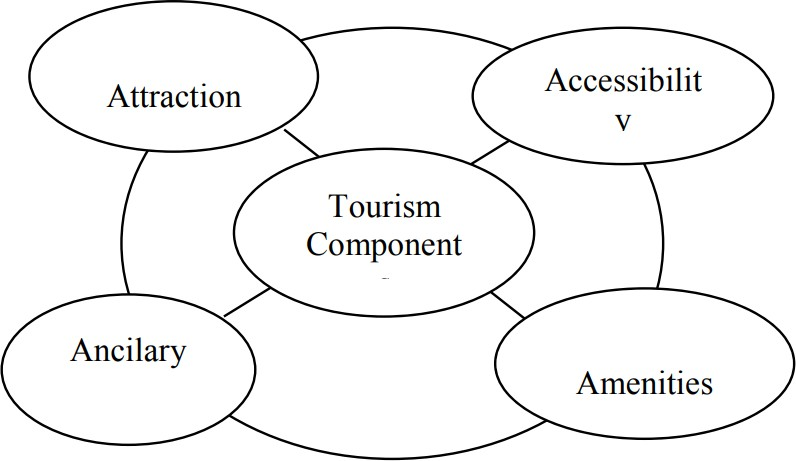 Attraction
Accessibilit
v
Tourism
Component
Ancilary
Amenities